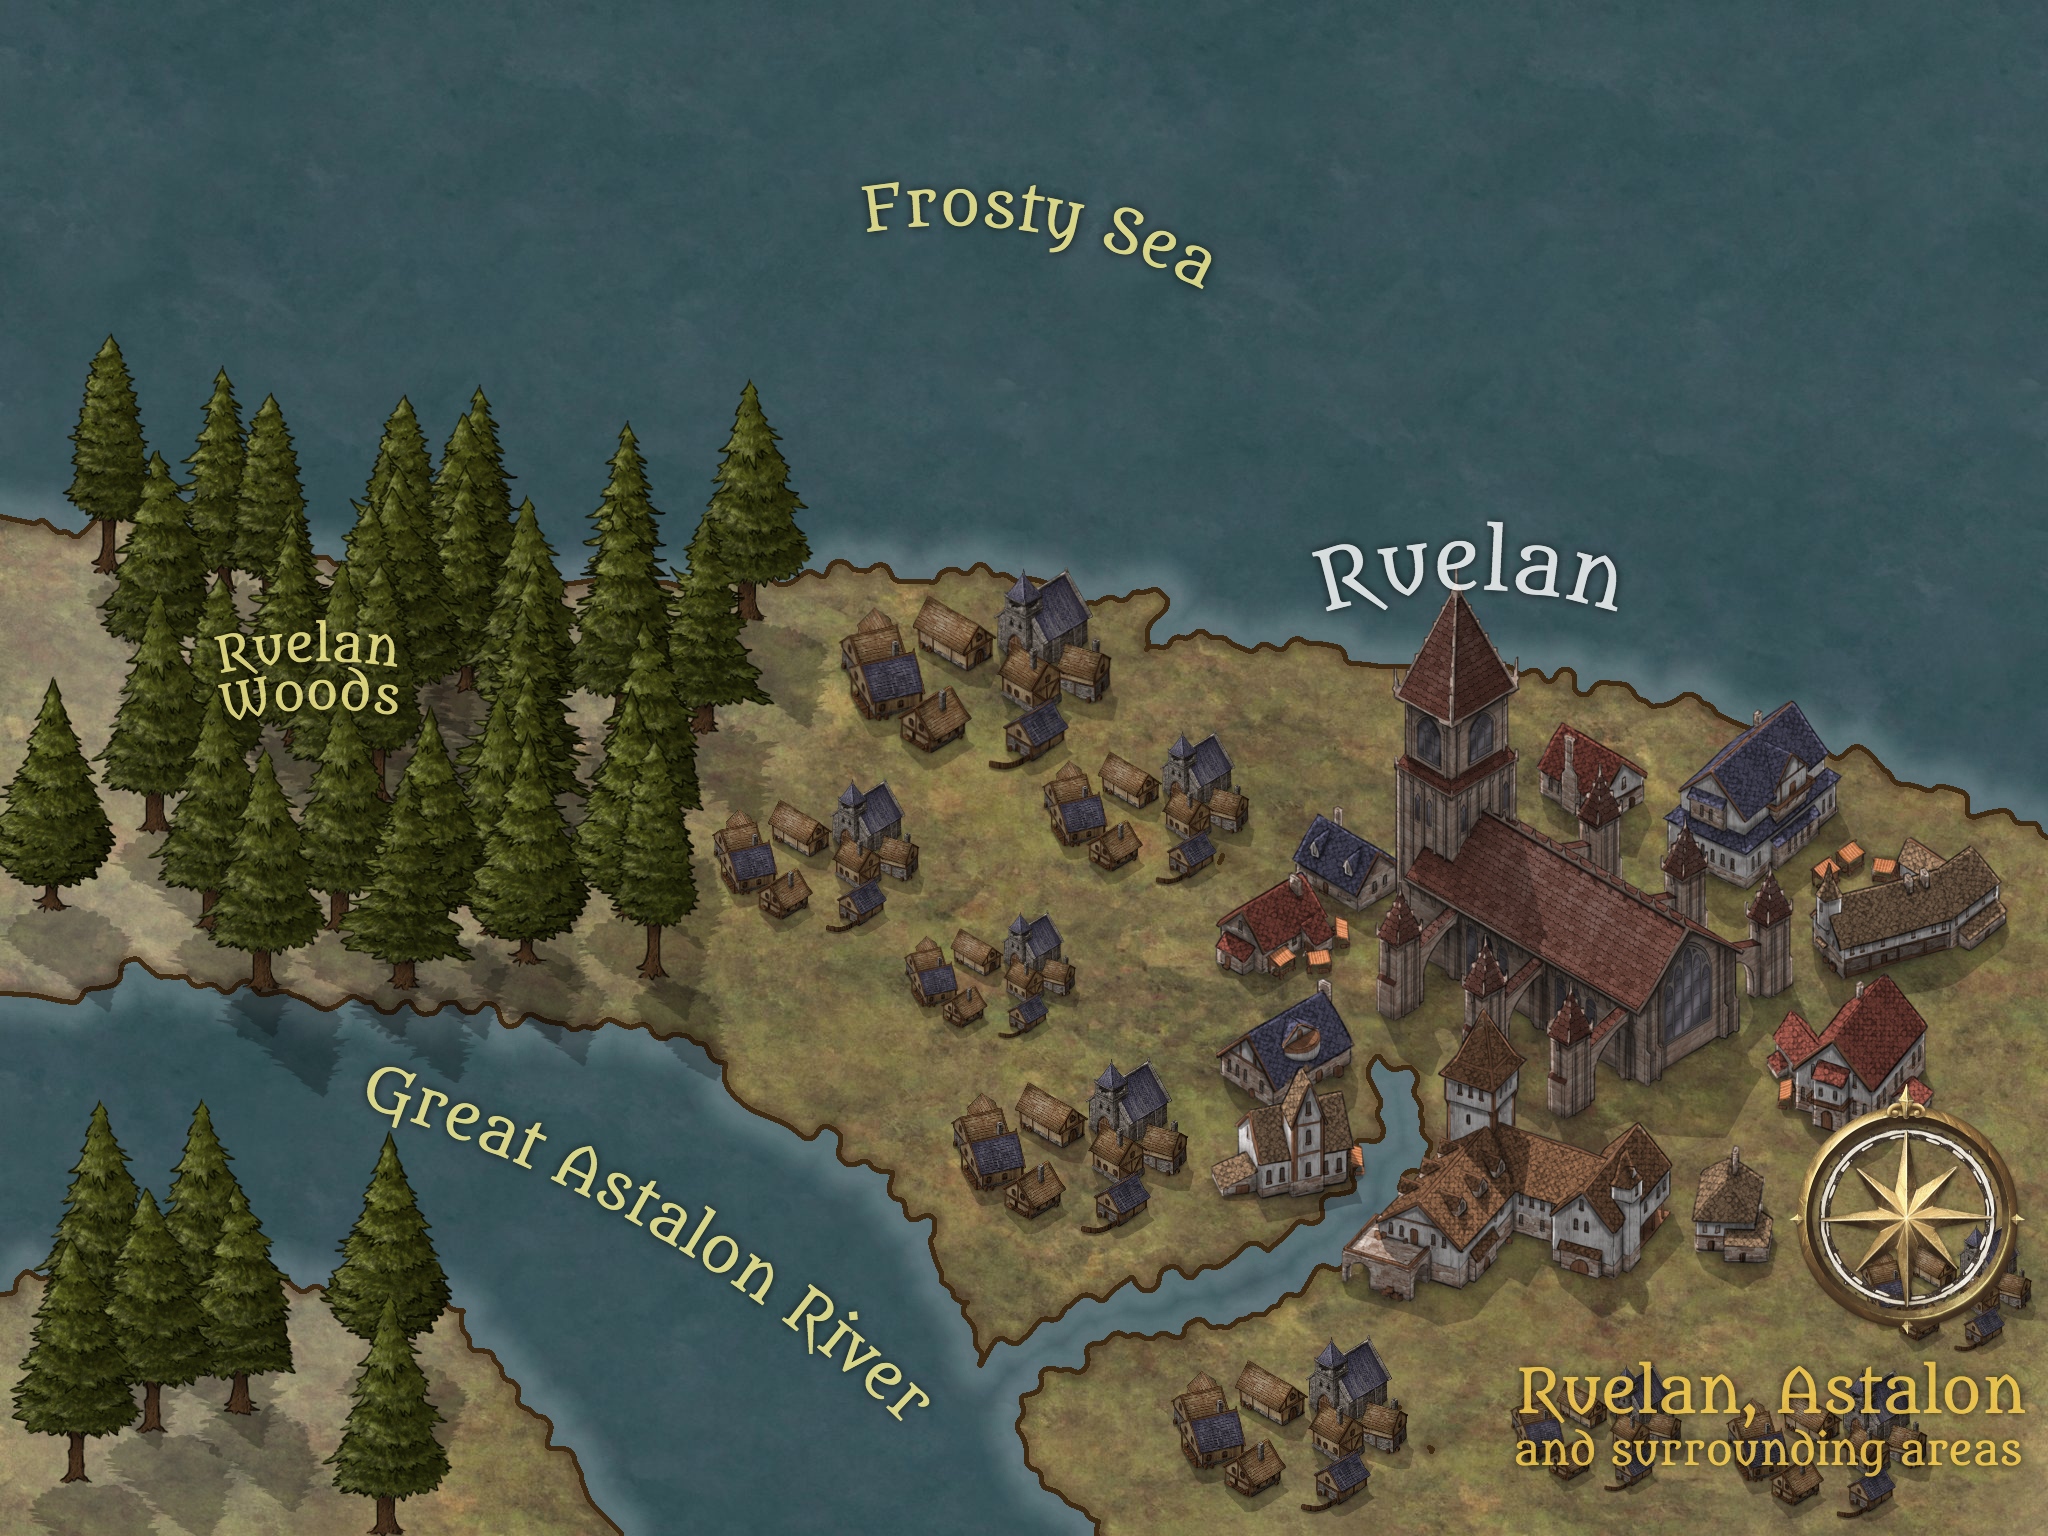 Frosty Sea
Ruelan
Ruelan
Woods
Great Astalon River
Ruelan, Astalon
and surrounding areas